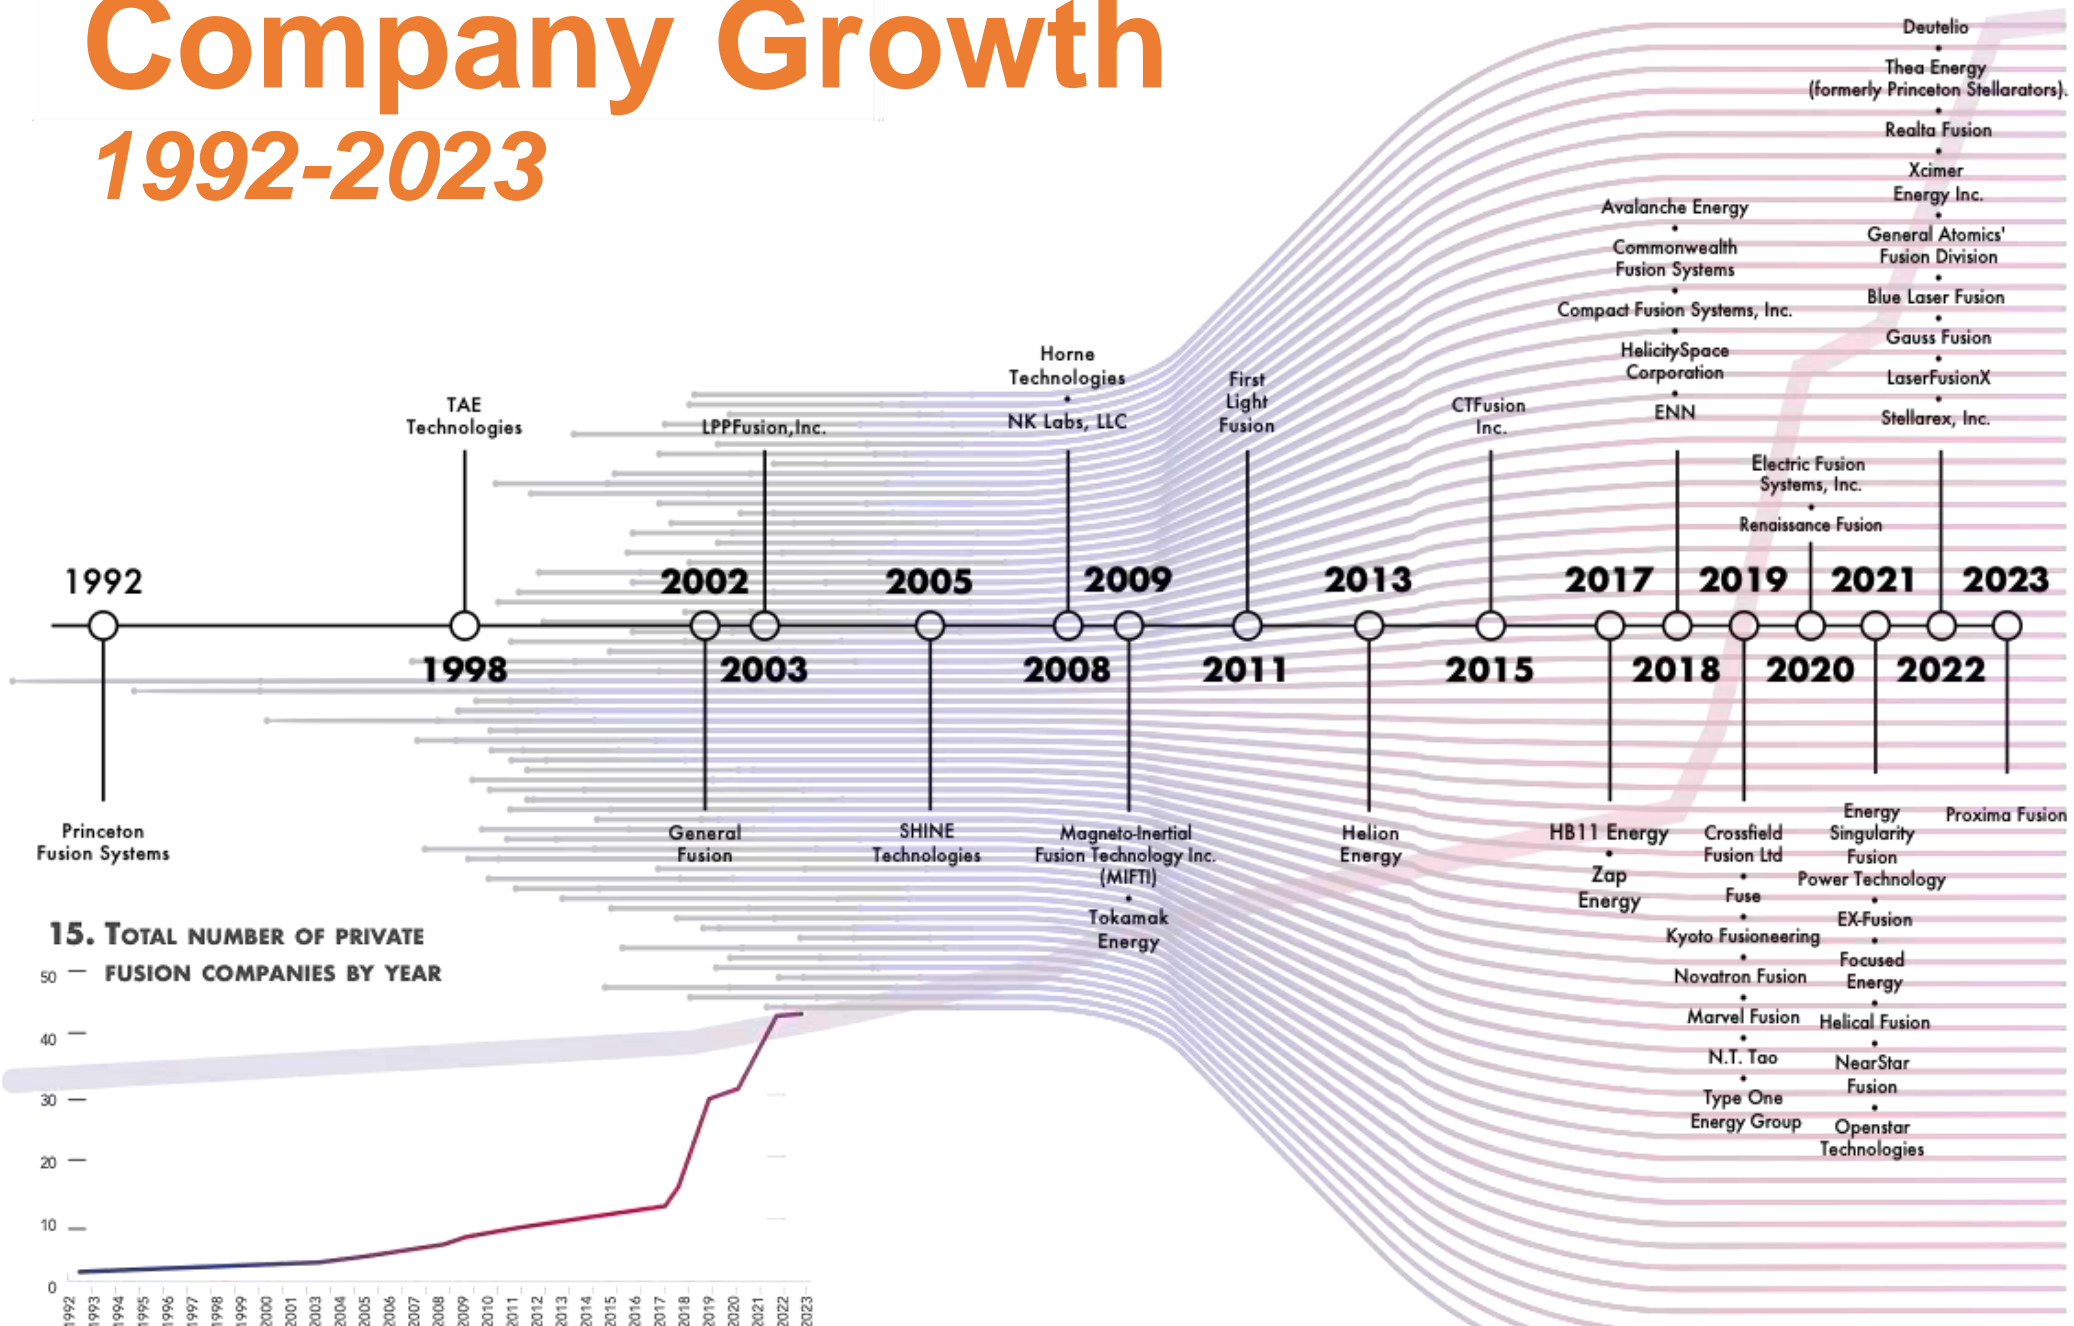 Company Growth
1992-2023
Deutelio
•
Thea Energy
(formerly Princeton Stellarators).
•
Realta Fusion
•
Xcimer
Energy Inc.
•
General Atomics'
Fusion Division
•
Blue Laser Fusion
•
Gauss Fusion
•
LaserFusionX
•
Stellarex, Inc.
Avalanche Energy
•
Commonwealth
Fusion Systems
•
Compact Fusion Systems, Inc.
•
HelicitySpace
Corporation
•
ENN
Horne
Technologies
•
NK Labs, LLC
First
Light
Fusion
TAE
Technologies
LPPFusion,Inc.
CTFusion
Inc.
Electric Fusion
Systems, Inc.
•
Renaissance Fusion
1992
2002
2005
2009
2013
2017
2019
2021
2023
1998
2003
2008
2011
2015
2018
2020
2022
Princeton
Fusion Systems
General
Fusion
SHINE
Technologies
Magneto-Inertial
Fusion Technology Inc.
(MIFTI)
•
Tokamak
Energy
Helion
Energy
HB11 Energy
•
Zap
Energy
Crossfield
Fusion Ltd
•
Fuse
•
Kyoto Fusioneering
•
Novatron Fusion
•
Marvel Fusion
•
N.T. Tao
•
Type One
Energy Group
Energy
Singularity
Fusion
Power Technology
•
EX-Fusion
•
Focused
Energy
•
Helical Fusion
•
NearStar
Fusion
•
Openstar
Technologies
Proxima Fusion
15. TOTAL NUMBER OF PRIVATE
FUSION COMPANIES BY YEAR
50
40
30
20
10
0
1992
1993
1994
1995
1996
1997
1998
1999
2000
2001
2003
2004
2005
2006
2007
2008
2009
2010
2011
2012
2013
2014
2015
2016
2017
2018
2019
2020
2021
2022
2023